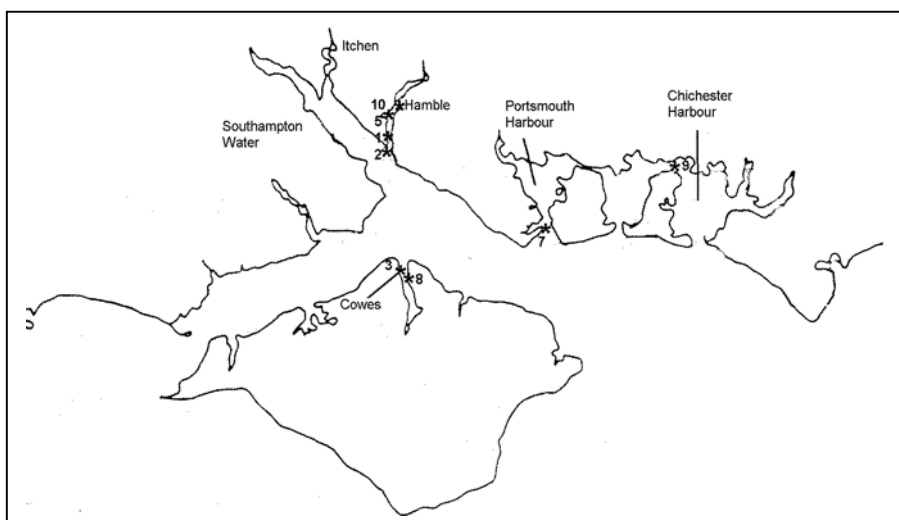 Itchen
10
Hamble
5
Portsmouth
Harbour
Chichester
Harbour
Southampton
Water
1
2
9
7
3
8
Cowes